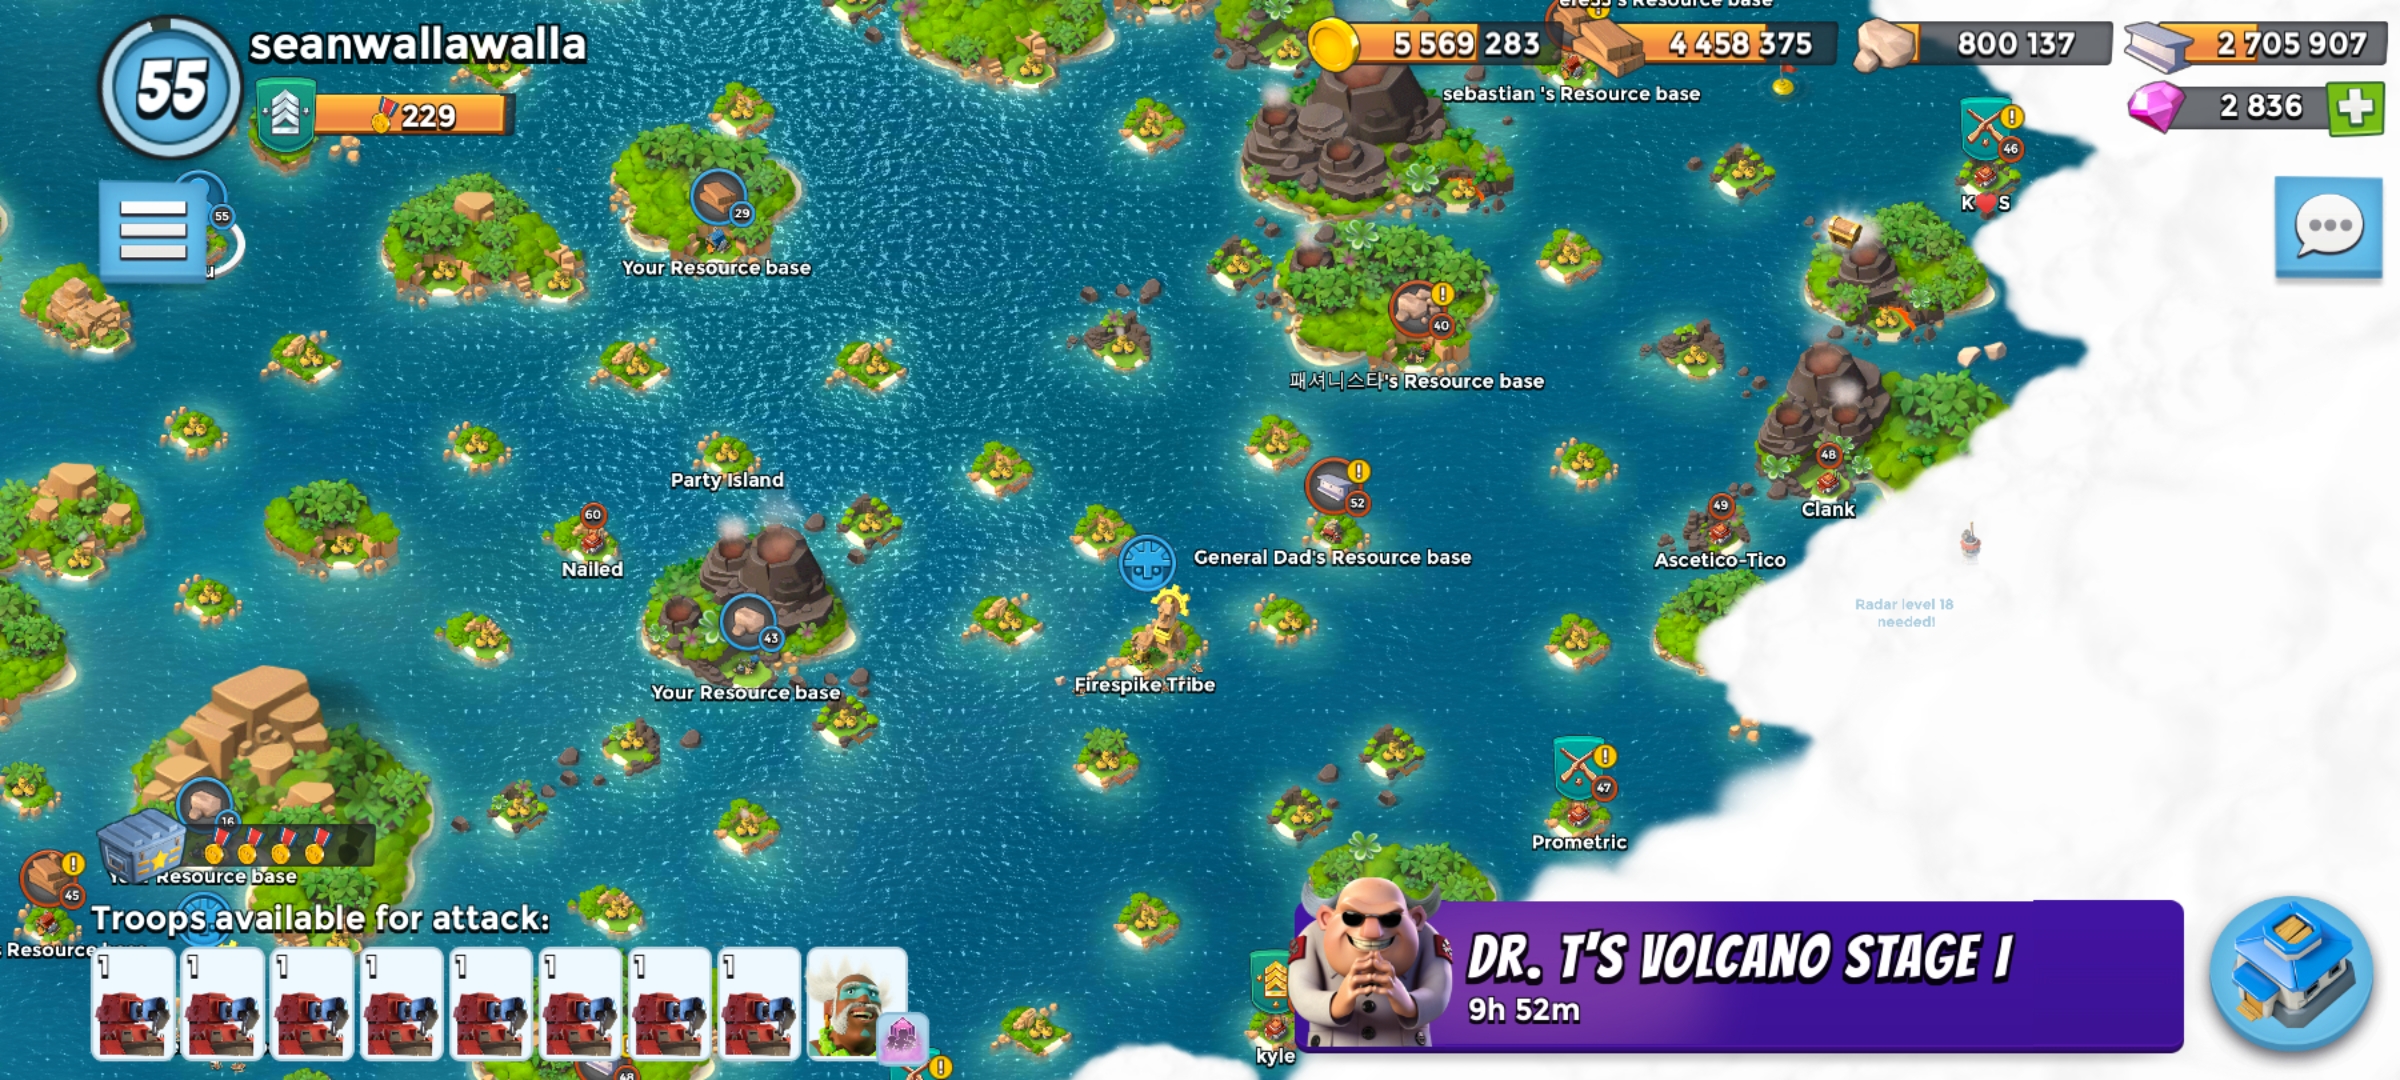 's Resource base
55
seanwallawalla
229
5 569 283
4 458 375
800 137
2 705 907
2 836
sebastian 's Resource base
46
K❤️S
55
29
Your Resource base
40
패셔니스타's Resource base
Party Island
60
Nailed
52
General Dad's Resource base
48
Clank
49
Ascetico-Tico
Radar level 18
needed!
43
Your Resource base
Firespike Tribe
47
Prometric
16
Resource base
45
Troops available for attack:
s Resource
1
1
1
1
1
1
1
1
DR. T'S VOLCANO STAGE I
9h 52m
kyle
48